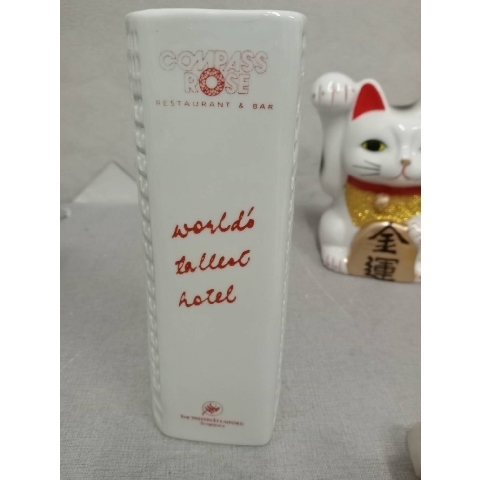 COMPASS
ROSE
RESTAURANT & BAR
world's
tallest
hotel
金
運